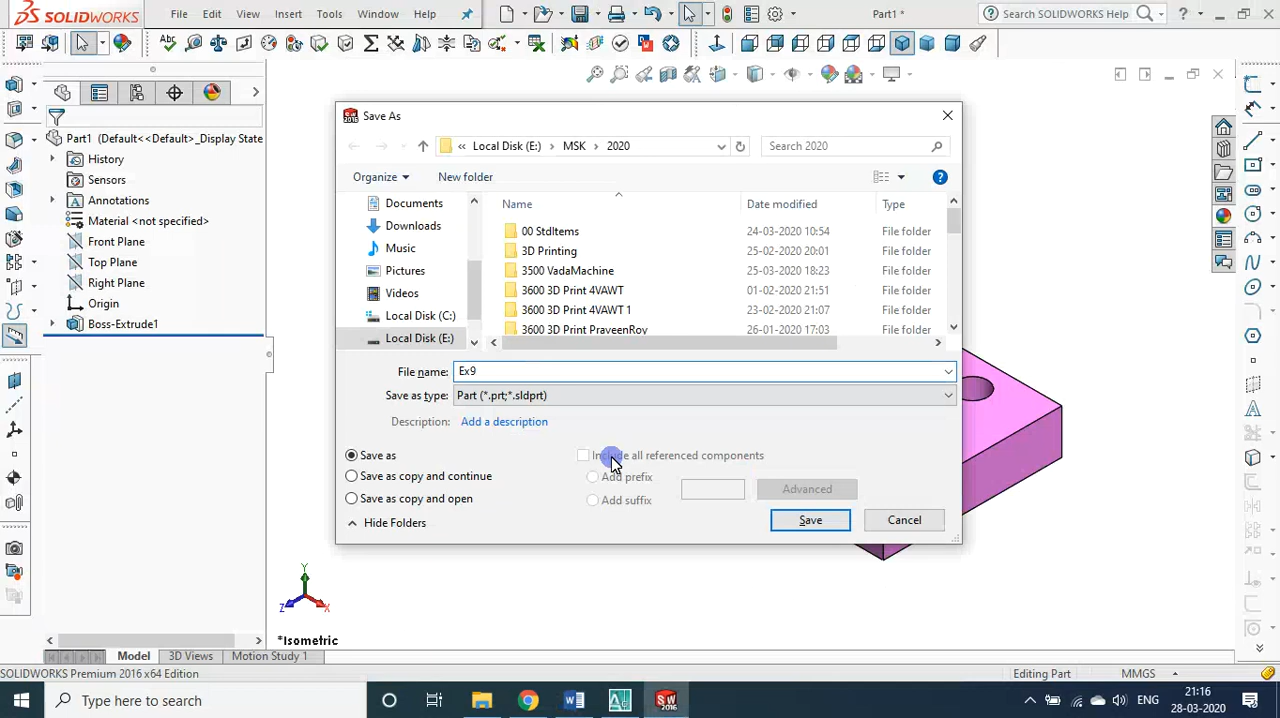 SOLIDWORKS
File Edit View Insert Tools Window Help
Part1 *
Search SOLIDWORKS Help
Part1 (Default<<Default>_Display State
History
Sensors
Annotations
Material <not specified>
Front Plane
Top Plane
Right Plane
Origin
Boss-Extrude1
Save As
« Local Disk (E:) > MSK > 2020
Search 2020
Organize
New folder
Documents
Downloads
Music
Pictures
Videos
Local Disk (C:)
Local Disk (E:)
Name Date modified Type
00 StdItems 24-03-2020 10:54 File folder
3D Printing 25-02-2020 20:01 File folder
3500 VadaMachine 25-03-2020 18:23 File folder
3600 3D Print 4VAWT 01-02-2020 21:51 File folder
3600 3D Print 4VAWT 1 23-02-2020 21:07 File folder
3600 3D Print PraveenRoy 26-01-2020 17:03 File folder
File name: Ex9
Save as type: Part (*.prt;*.sldprt)
Description: Add a description
Save as
Save as copy and continue
Save as copy and open
Include all referenced components
Add prefix
Add suffix
Advanced
Hide Folders
Save
Cancel
Y
Z
X
*Isometric
Model 3D Views Motion Study 1
SOLIDWORKS Premium 2016 x64 Edition
Editing Part
MMGS
Type here to search
SW
2016
ENG
21:16
28-03-2020